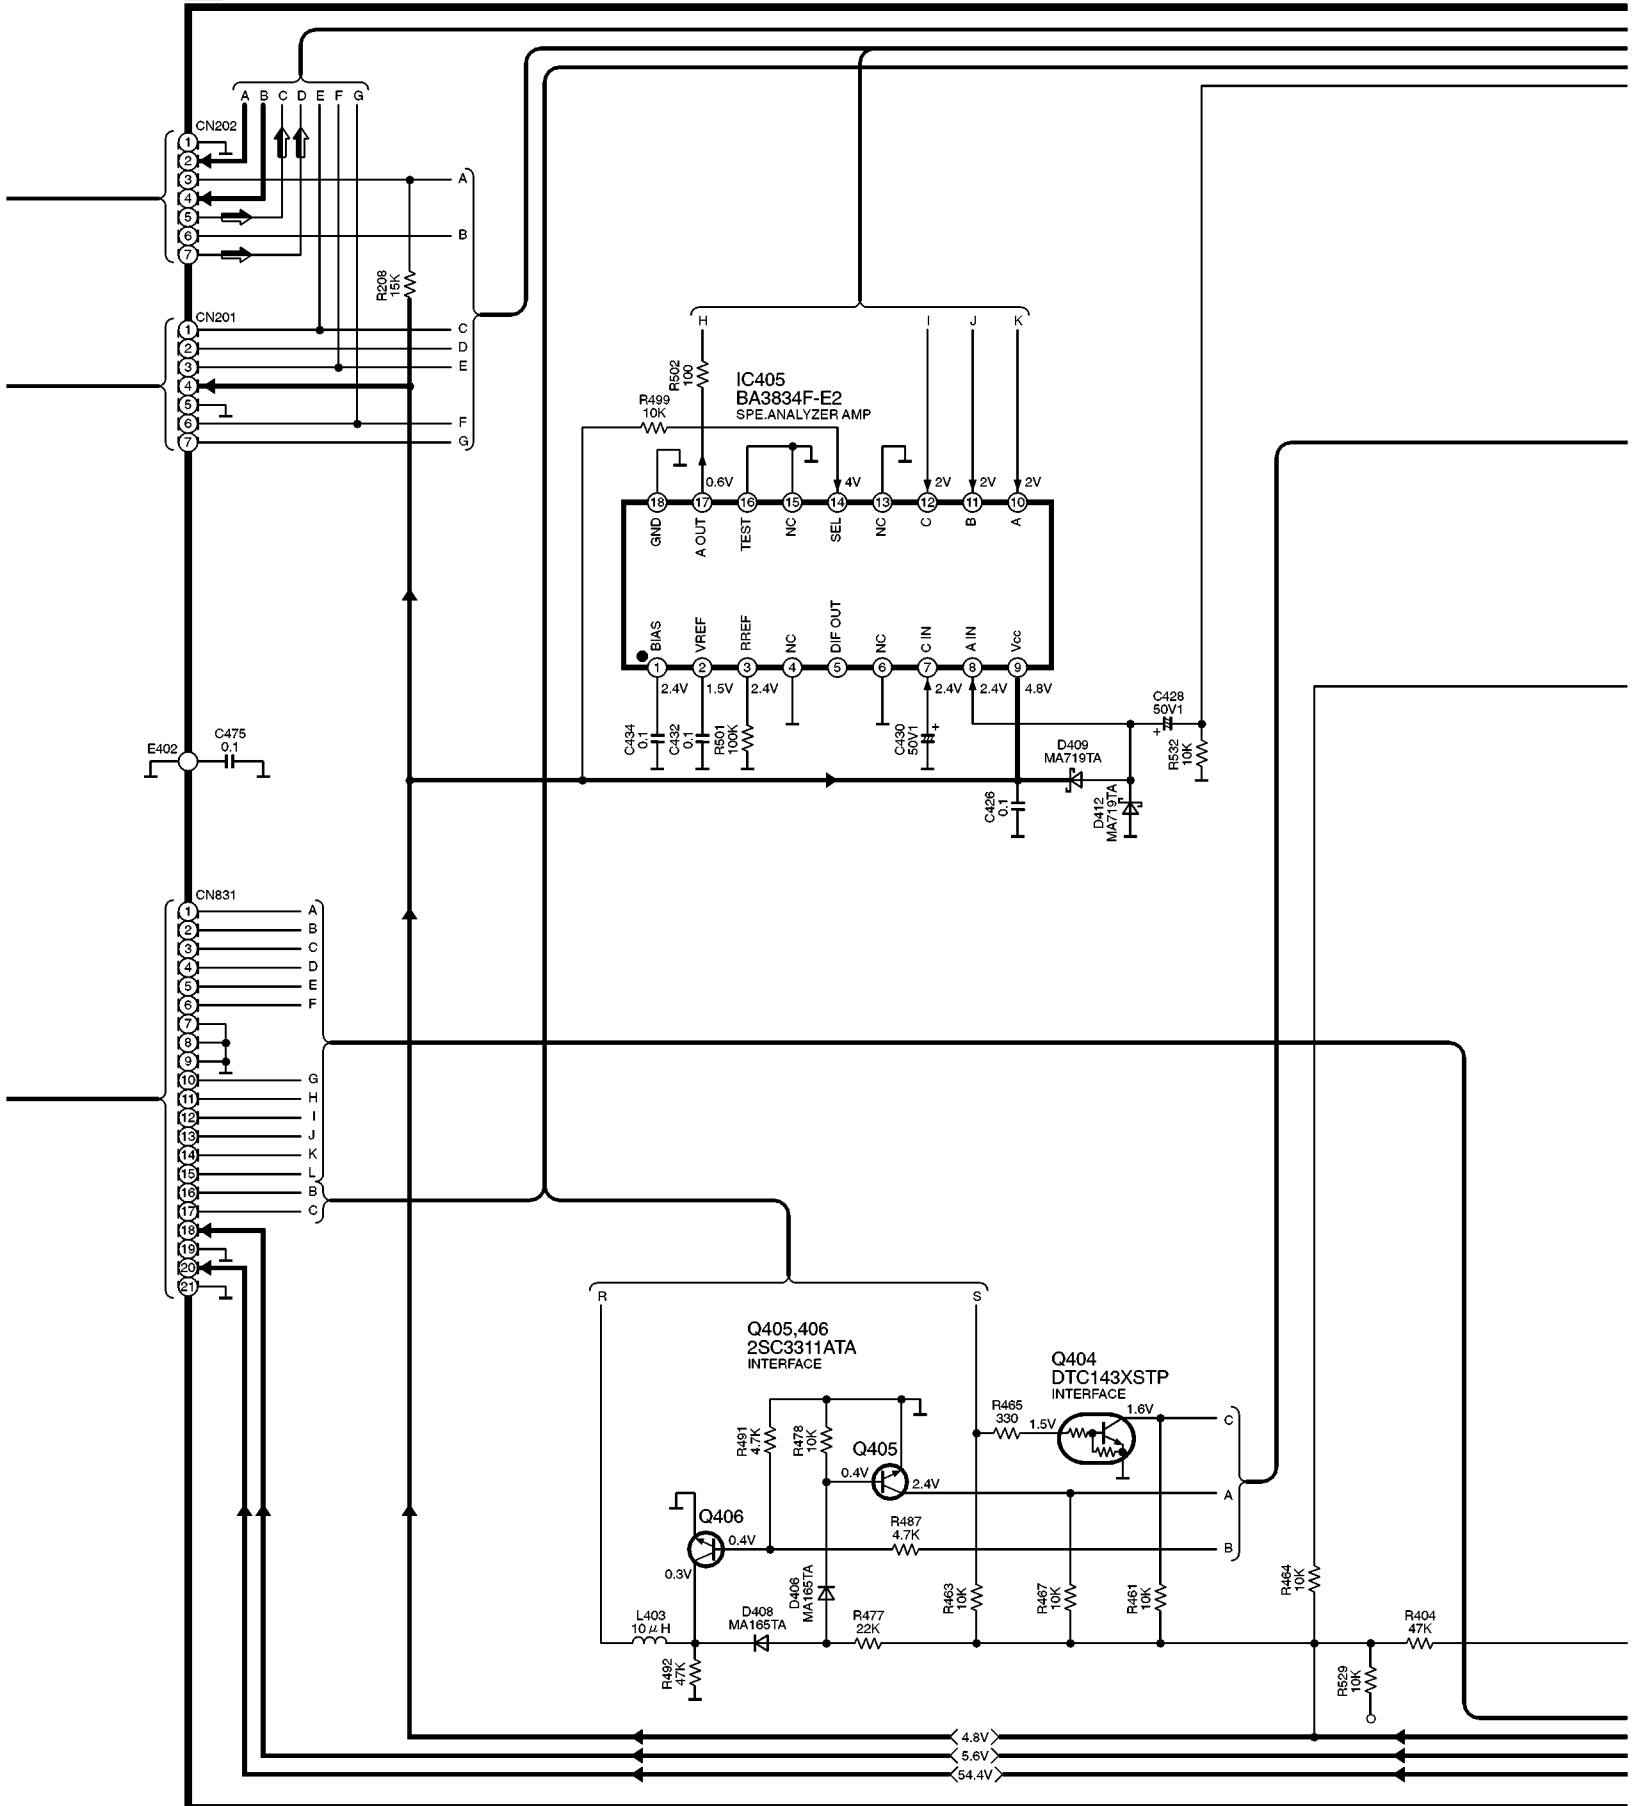 A B C D E F G
CN202
1
2
3
4
5
6
7
A
B
R208
15K
CN201
1
2
3
4
5
6
7
C
D
E
F
G
H I J K
R502
100
IC405
BA3834F-E2
SPE.ANALYZER AMP
R499
10K
0.6V 4V 2V 2V 2V
18 17 16 15 14 13 12 11 10
GND A OUT TEST NC SEL NC C B A
BIAS VREF RREF NC DIF OUT NC C IN A IN Vcc
1 2 3 4 5 6 7 8 9
2.4V 1.5V 2.4V 2.4V 2.4V 4.8V
C434
0.1
C432
0.1
R501
100K
C430
50V1
+
C428
50V1
+
R532
10K
D409
MA719TA
D412
MA719TA
C426
0.1
E402
C475
0.1
CN831
1 A
2 B
3 C
4 D
5 E
6 F
7
8
9
10 G
11 H
12 I
13 J
14 K
15 L
16 B
17 C
18
19
20
21
R S
Q405,406
2SC3311ATA
INTERFACE
Q404
DTC143XSTP
INTERFACE
R465
330
1.5V
1.6V
C
R491
4.7K
R478
10K
Q405
0.4V
2.4V
A
Q406
0.4V
0.3V
R487
4.7K
B
D406
MA165TA
R463
10K
R467
10K
R461
10K
R464
10K
L403
10μH
D408
MA165TA
R477
22K
R404
47K
R492
47K
R529
10K
4.8V
5.6V
54.4V